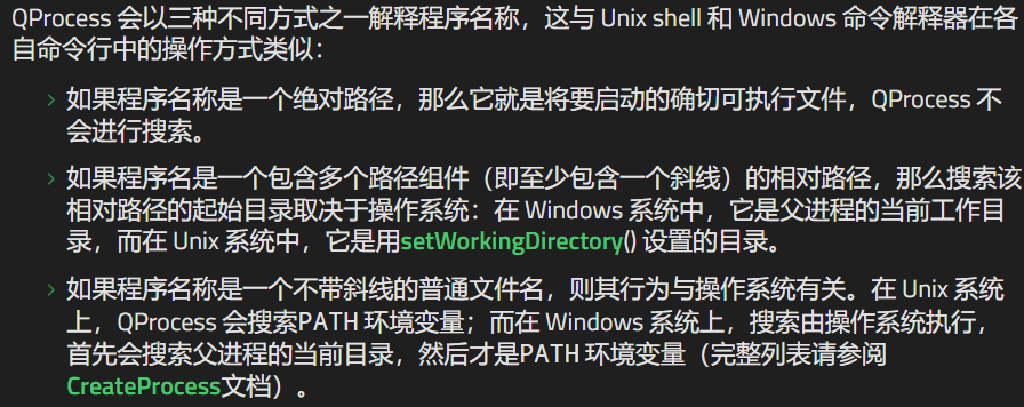 QProcess 会以三种不同方式之一解释程序名称，这与 Unix shell 和 Windows 命令解释器在各
自命令行中的操作方式类似：
› 如果程序名称是一个绝对路径，那么它就是将要启动的确切可执行文件，QProcess 不
会进行搜索。
› 如果程序名是一个包含多个路径组件（即至少包含一个斜线）的相对路径，那么搜索该
相对路径的起始目录取决于操作系统：在 Windows 系统中，它是父进程的当前工作目
录，而在 Unix 系统中，它是用setWorkingDirectory() 设置的目录。
› 如果程序名称是一个不带斜线的普通文件名，则其行为与操作系统有关。在 Unix 系统
上，QProcess 会搜索PATH 环境变量；而在 Windows 系统上，搜索由操作系统执行，
首先会搜索父进程的当前目录，然后才是PATH 环境变量（完整列表请参阅
CreateProcess文档）。